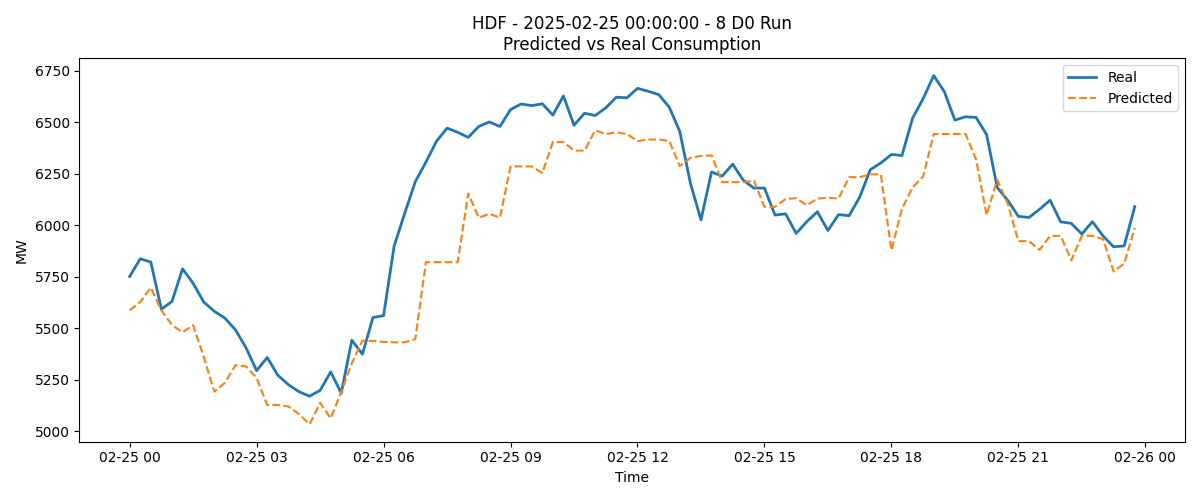 HDF - 2025-02-25 00:00:00 - 8 D0 Run
Predicted vs Real Consumption
Real
Predicted
MW
6750
6500
6250
6000
5750
5500
5250
5000
02-25 00
02-25 03
02-25 06
02-25 09
02-25 12
02-25 15
02-25 18
02-25 21
02-26 00
Time